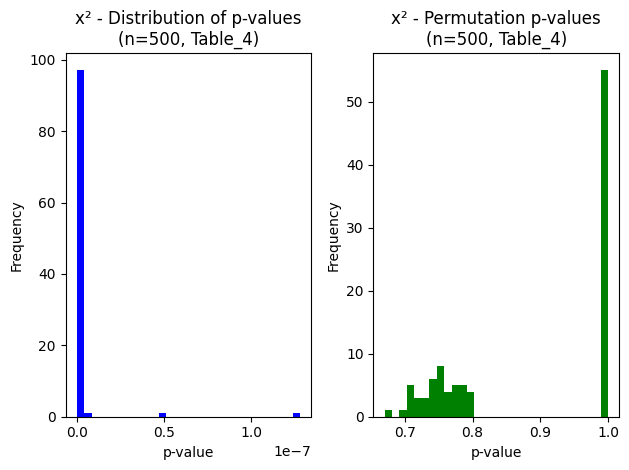 x² - Distribution of p-values
(n=500, Table_4)
100
80
60
40
20
0
Frequency
0.0
0.5
1.0
1e−7
p-value
x² - Permutation p-values
(n=500, Table_4)
50
40
30
20
10
0
Frequency
0.7
0.8
0.9
1.0
p-value